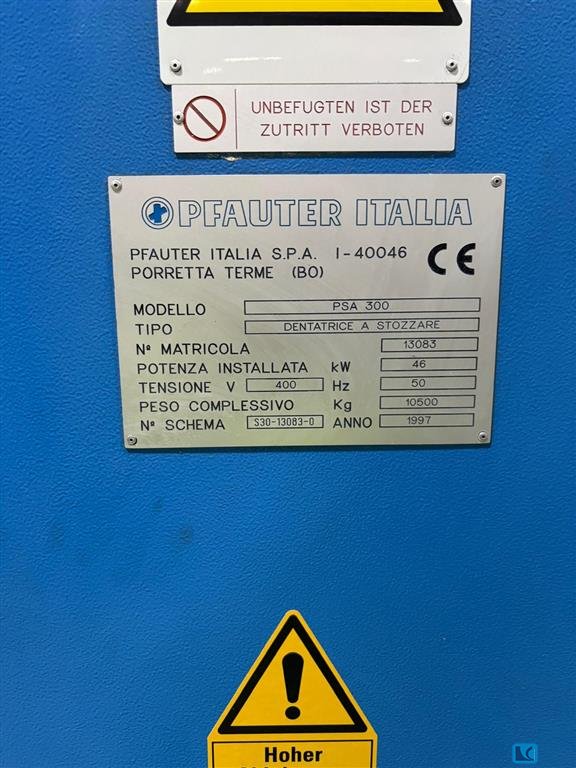 UNBEFUGTEN IST DER
ZUTRITT VERBOTEN
PFAUTER ITALIA
PFAUTER ITALIA S.P.A. I-40046
PORRETTA TERME (BO)
CE
MODELLO PSA 300
TIPO DENTATRICE A STOZZARE
Nº MATRICOLA 13083
POTENZA INSTALLATA kW 46
TENSIONE V 400 Hz 50
PESO COMPLESSIVO Kg 10500
Nº SCHEMA S30-13083-0 ANNO 1997
Hoher